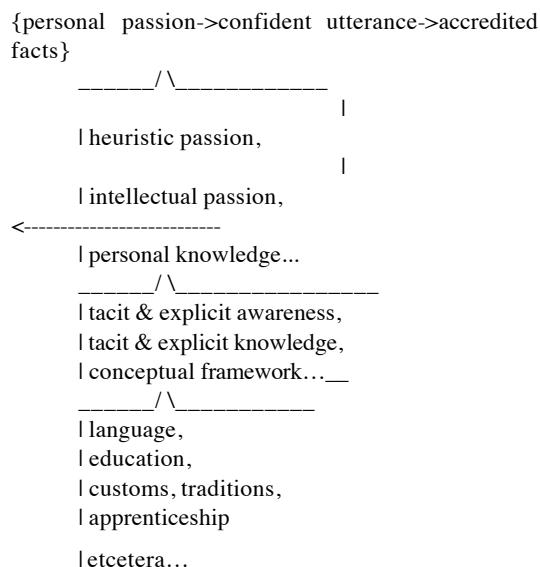 {personal passion->confident utterance->accredited
facts}
______/ \____________
|
| heuristic passion,
|
| intellectual passion,
<---------------------------
| personal knowledge...
______/ \________________
| tacit & explicit awareness,
| tacit & explicit knowledge,
| conceptual framework…__
______/ \___________
| language,
| education,
| customs, traditions,
| apprenticeship
| etcetera…